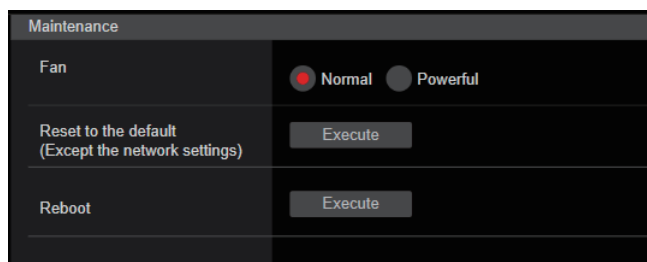 Maintenance
Fan
Normal Powerful
Reset to the default
(Except the network settings)
Execute
Reboot
Execute